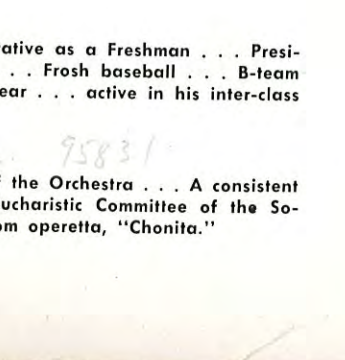 ative as a Freshman . . . Presi-
. . Frosh baseball . . . B-team
ear . . . active in his inter-class
95831
the Orchestra . . . A consistent
ucharistic Committee of the So-
om operetta, "Chonita."